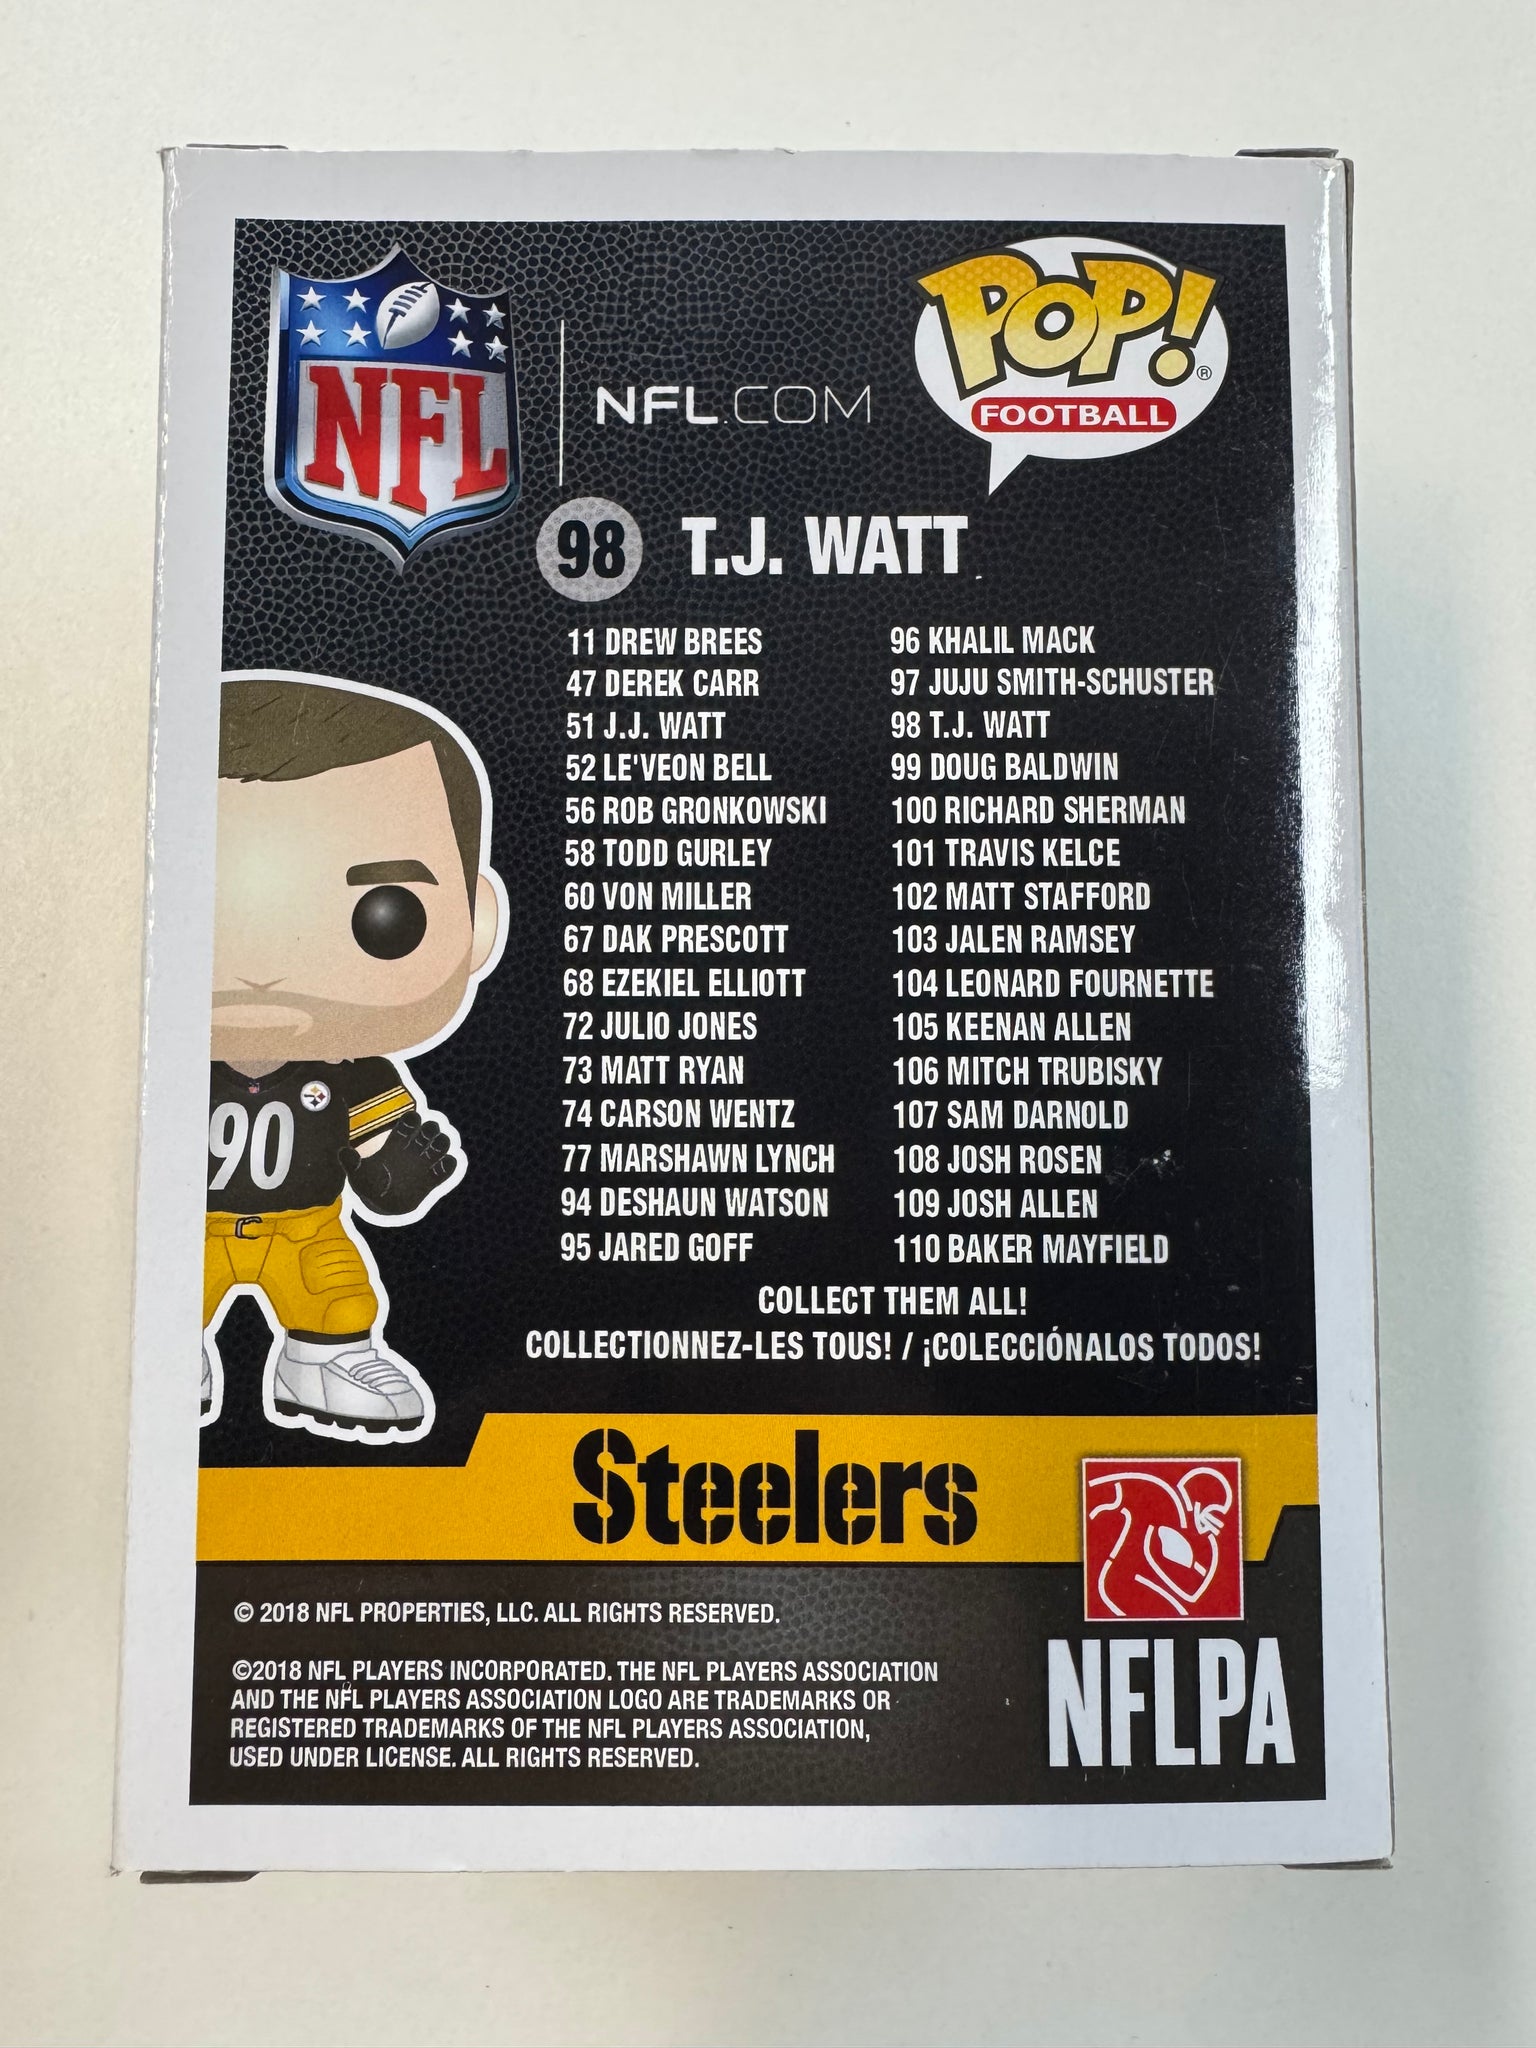 NFL
NFL.COM
POP!®
FOOTBALL
98 T.J. WATT
11 DREW BREES
47 DEREK CARR
51 J.J. WATT
52 LE'VEON BELL
56 ROB GRONKOWSKI
58 TODD GURLEY
60 VON MILLER
67 DAK PRESCOTT
68 EZEKIEL ELLIOTT
72 JULIO JONES
73 MATT RYAN
74 CARSON WENTZ
77 MARSHAWN LYNCH
94 DESHAUN WATSON
95 JARED GOFF
96 KHALIL MACK
97 JUJU SMITH-SCHUSTER
98 T.J. WATT
99 DOUG BALDWIN
100 RICHARD SHERMAN
101 TRAVIS KELCE
102 MATT STAFFORD
103 JALEN RAMSEY
104 LEONARD FOURNETTE
105 KEENAN ALLEN
106 MITCH TRUBISKY
107 SAM DARNOLD
108 JOSH ROSEN
109 JOSH ALLEN
110 BAKER MAYFIELD
COLLECT THEM ALL!
COLLECTIONNEZ-LES TOUS! / ¡COLECCIÓNALOS TODOS!
90
Steelers
© 2018 NFL PROPERTIES, LLC. ALL RIGHTS RESERVED.
©2018 NFL PLAYERS INCORPORATED. THE NFL PLAYERS ASSOCIATION
AND THE NFL PLAYERS ASSOCIATION LOGO ARE TRADEMARKS OR
REGISTERED TRADEMARKS OF THE NFL PLAYERS ASSOCIATION,
USED UNDER LICENSE. ALL RIGHTS RESERVED.
NFLPA